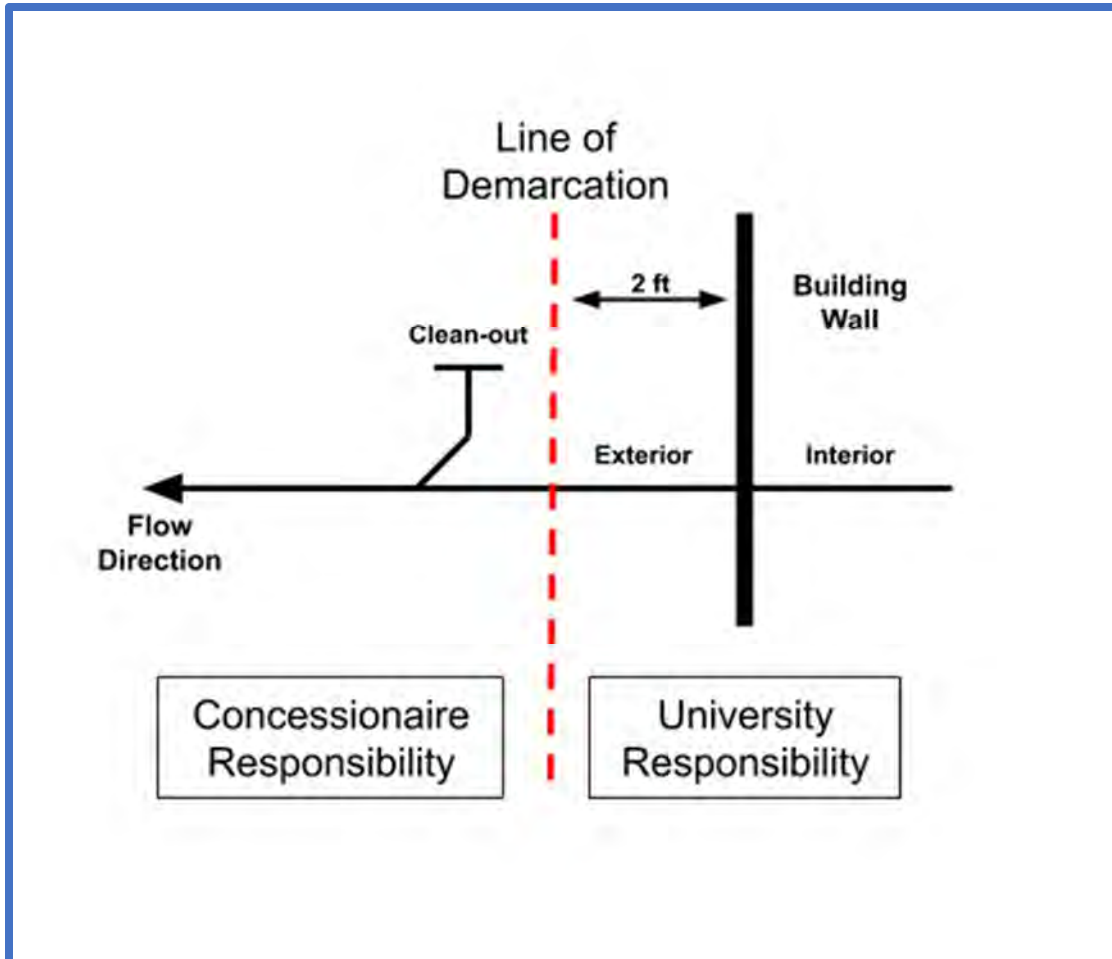 Line of
Demarcation
2 ft
Building
Wall
Clean-out
Exterior
Interior
Flow
Direction
Concessionaire
Responsibility
University
Responsibility